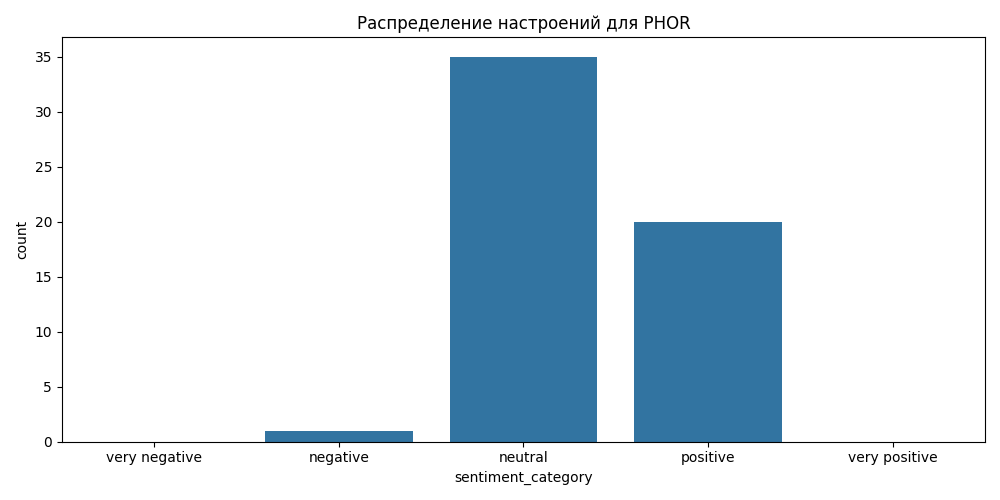 Распределение настроений для PHOR
35
30
25
20
15
10
5
0
count
very negative
negative
neutral
positive
very positive
sentiment_category